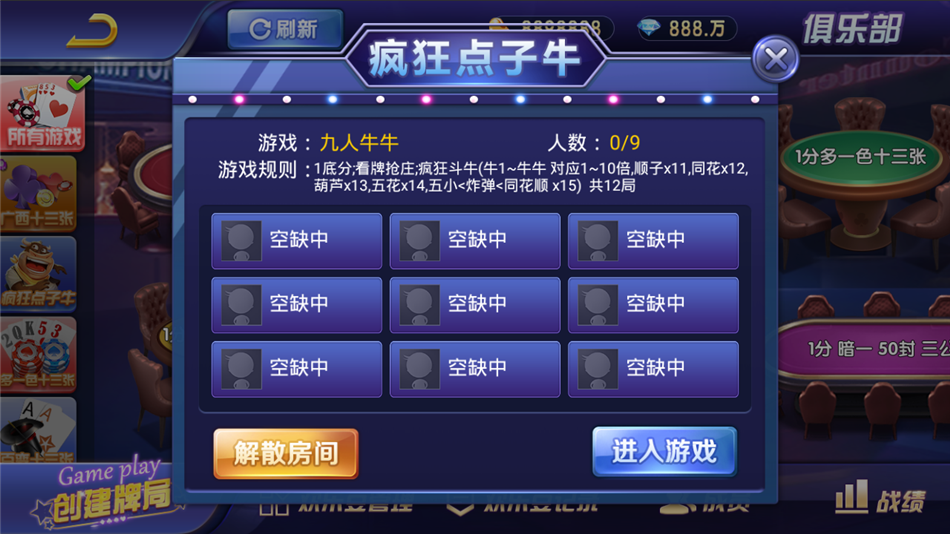 刷新
8888888
888.万
俱乐部
疯狂点子牛
游戏：九人牛牛
人数：0/9
游戏规则：1底分;看牌抢庄;疯狂斗牛(牛1~牛牛 对应1~10倍,顺子x11,同花x12,
葫芦x13,五花x14,五小<炸弹<同花顺 x15) 共12局
空缺中
空缺中
空缺中
空缺中
空缺中
空缺中
空缺中
空缺中
空缺中
解散房间
进入游戏
所有游戏
广西十三张
疯狂点子牛
多一色十三张
Game play
创建牌局
1分多一色十三张
1分 暗一 50封 三公
战绩